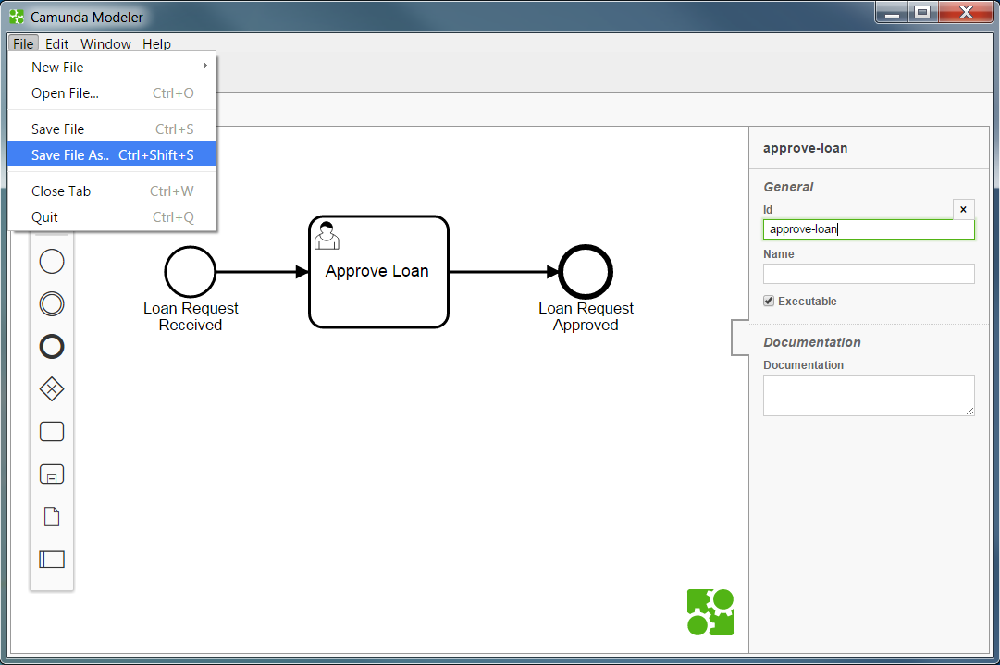 Camunda Modeler
File Edit Window Help
New File
Open File... Ctrl+O
Save File Ctrl+S
Save File As.. Ctrl+Shift+S
Close Tab Ctrl+W
Quit Ctrl+Q
Loan Request
Received
Approve Loan
Loan Request
Approved
approve-loan
General
Id
approve-loan
Name
Executable
Documentation
Documentation